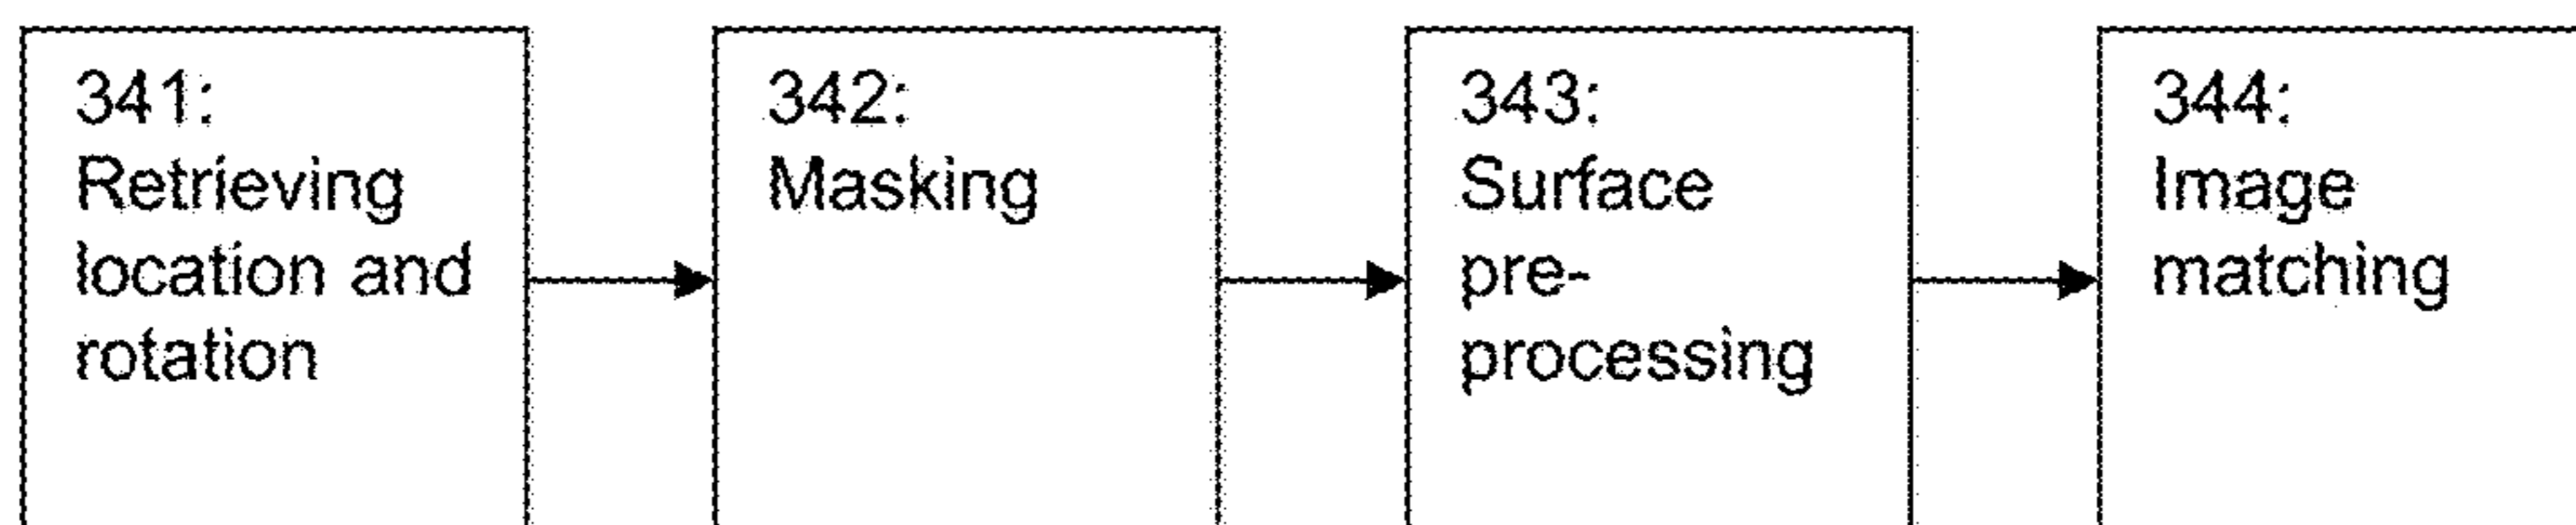 341:
Retrieving
location and
rotation
342:
Masking
343:
Surface
pre-
processing
344:
Image
matching